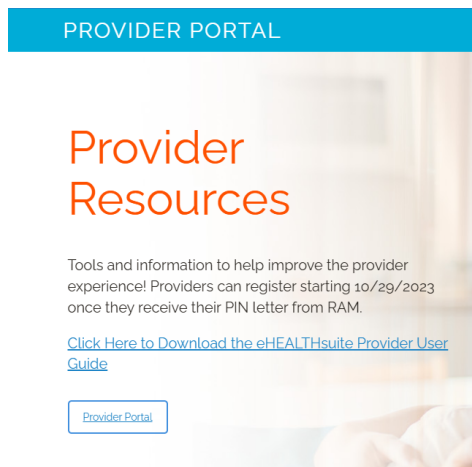 PROVIDER PORTAL
Provider
Resources
Tools and information to help improve the provider
experience! Providers can register starting 10/29/2023
once they receive their PIN letter from RAM.
Click Here to Download the eHEALTHsuite Provider User
Guide
Provider Portal